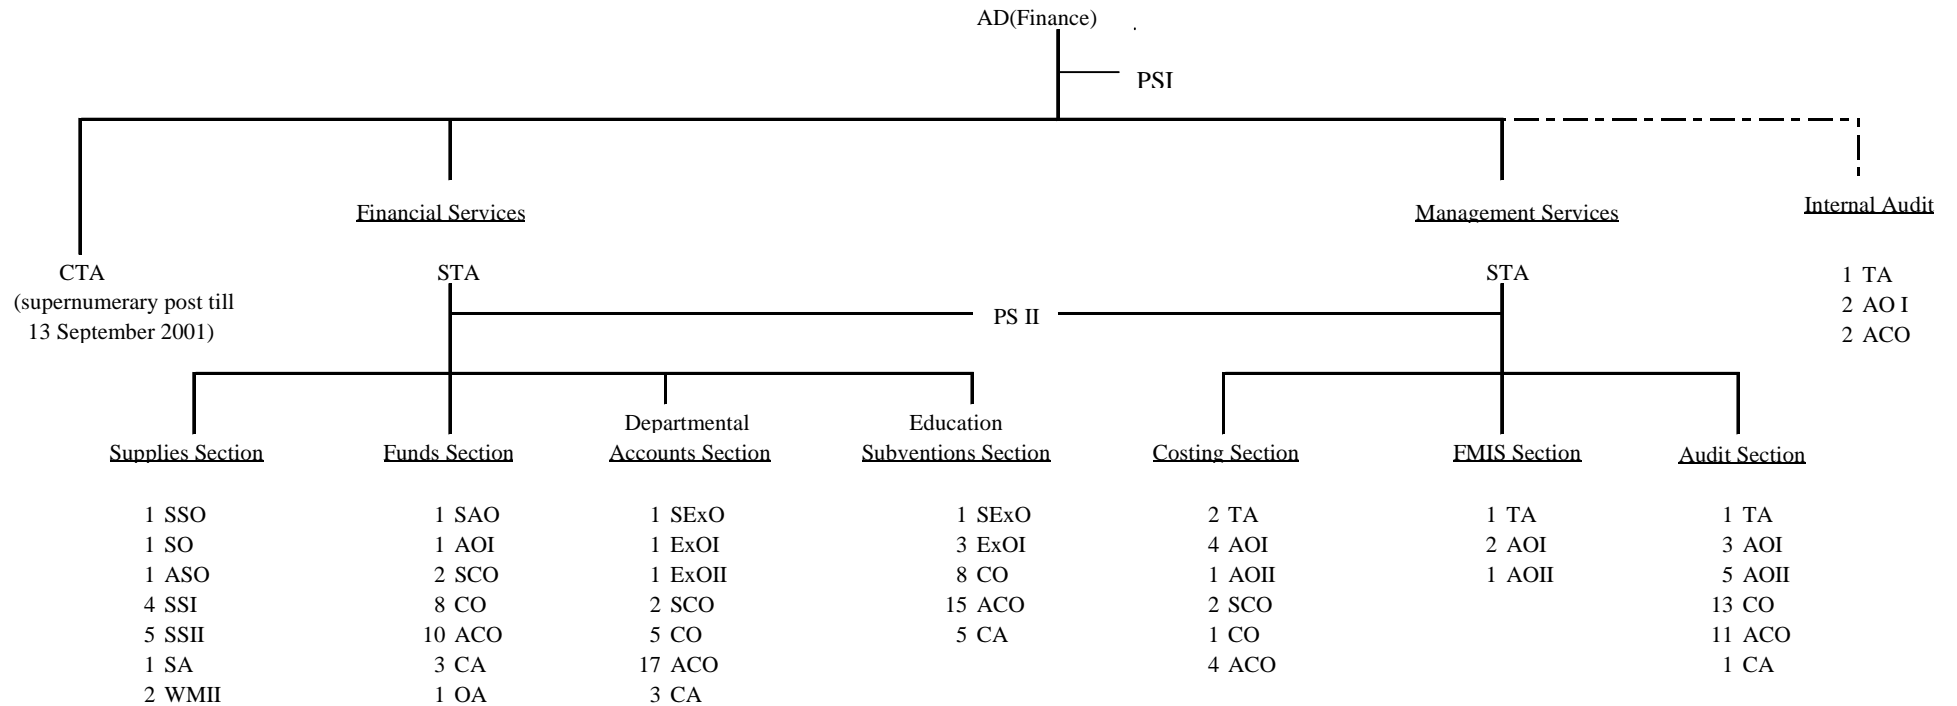 AD(Finance)
PSI
Financial Services
Management Services
Internal Audit
CTA
(supernumerary post till
13 September 2001)
STA
STA
PS II
1 TA
2 AO I
2 ACO
Supplies Section
1 SSO
1 SO
1 ASO
4 SSI
5 SSII
1 SA
2 WMII
Funds Section
1 SAO
1 AOI
2 SCO
8 CO
10 ACO
3 CA
1 OA
Departmental
Accounts Section
1 SExO
1 ExOI
1 ExOII
2 SCO
5 CO
17 ACO
3 CA
Education
Subventions Section
1 SExO
3 ExOI
8 CO
15 ACO
5 CA
Costing Section
2 TA
4 AOI
1 AOII
2 SCO
1 CO
4 ACO
FMIS Section
1 TA
2 AOI
1 AOII
Audit Section
1 TA
3 AOI
5 AOII
13 CO
11 ACO
1 CA